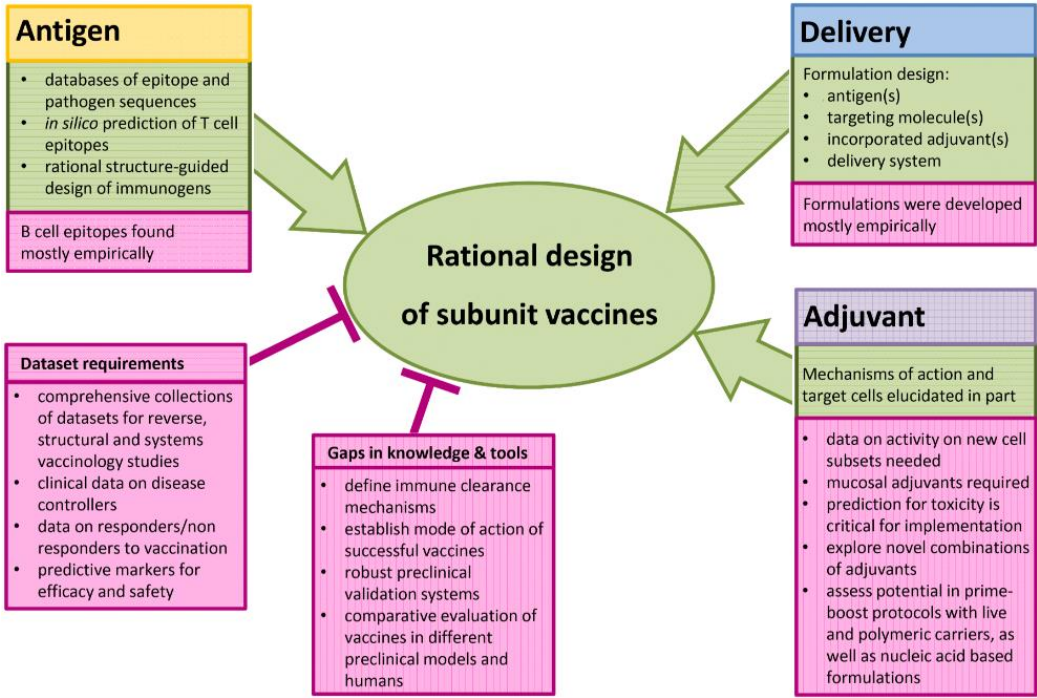 Antigen
• databases of epitope and
pathogen sequences
• in silico prediction of T cell
epitopes
• rational structure-guided
design of immunogens
B cell epitopes found
mostly empirically
Delivery
Formulation design:
• antigen(s)
• targeting molecule(s)
• incorporated adjuvant(s)
• delivery system
Formulations were developed
mostly empirically
Rational design
of subunit vaccines
Dataset requirements
• comprehensive collections
of datasets for reverse,
structural and systems
vaccinology studies
• clinical data on disease
controllers
• data on responders/non
responders to vaccination
• predictive markers for
efficacy and safety
Gaps in knowledge & tools
• define immune clearance
mechanisms
• establish mode of action of
successful vaccines
• robust preclinical
validation systems
• comparative evaluation of
vaccines in different
preclinical models and
humans
Adjuvant
Mechanisms of action and
target cells elucidated in part
• data on activity on new cell
subsets needed
• mucosal adjuvants required
• prediction for toxicity is
critical for implementation
• explore novel combinations
of adjuvants
• assess potential in prime-
boost protocols with live
and polymeric carriers, as
well as nucleic acid based
formulations